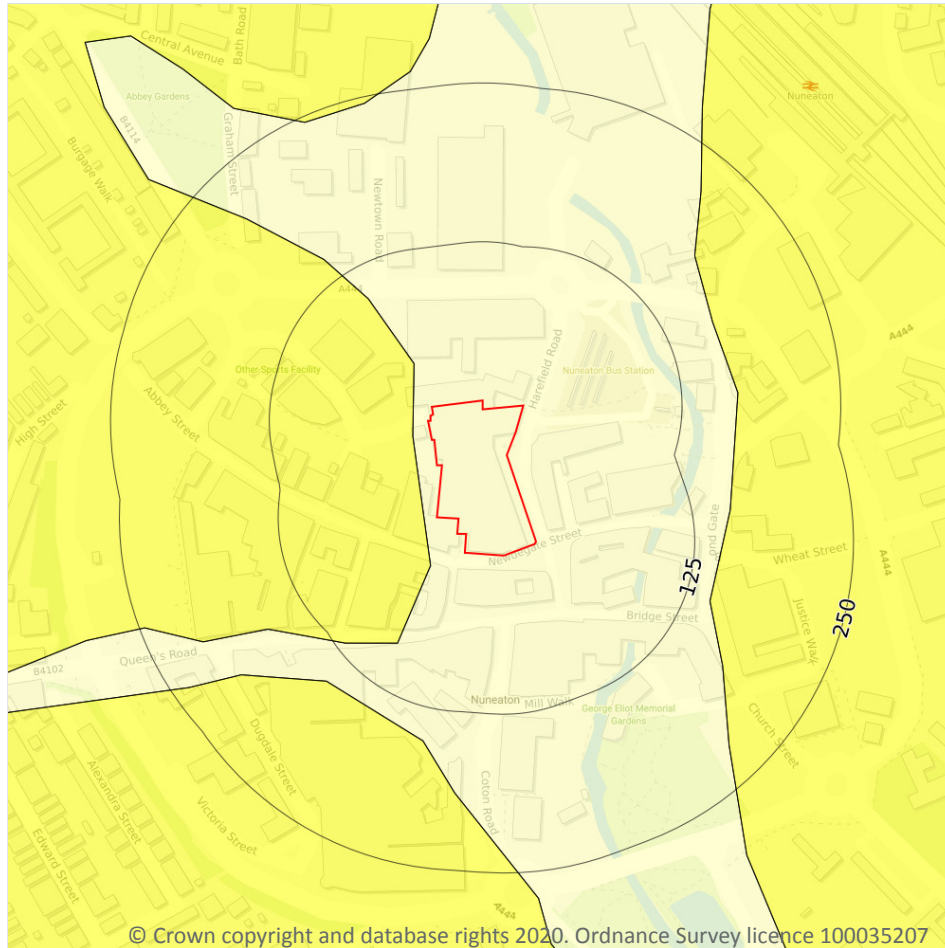 Central Avenue
Bath Road
Abbey Gardens
Nuneaton
B4114
Graham Street
Burgage Walk
Newtown Road
A444
Harefield Road
A444
Other Sports Facility
Nuneaton Bus Station
Abbey Street
High Street
ond Gate
Newdegate Street
Wheat Street
A444
125
250
Bridge Street
Justice Walk
Queen's Road
B4102
Nuneaton
Mill Walk
George Eliot Memorial
Gardens
Church Street
Dugdale Street
Alexandra Street
Coton Road
Victoria Street
Edward Street
A444
© Crown copyright and database rights 2020. Ordnance Survey licence 100035207